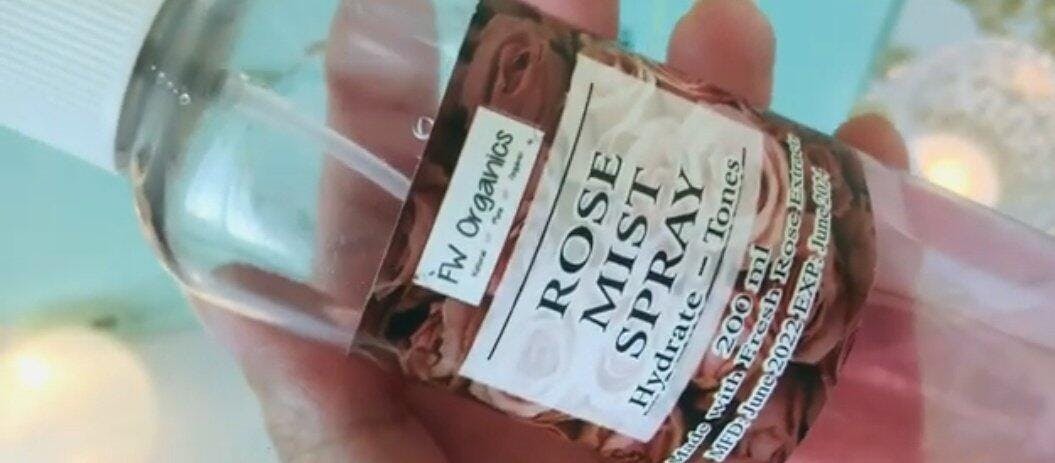 FW Organics
ROSE
MIST
SPRAY
Hydrate - Tones
200 ml
Made with Fresh Rose Extract
MFD: June 2022 EXP: June